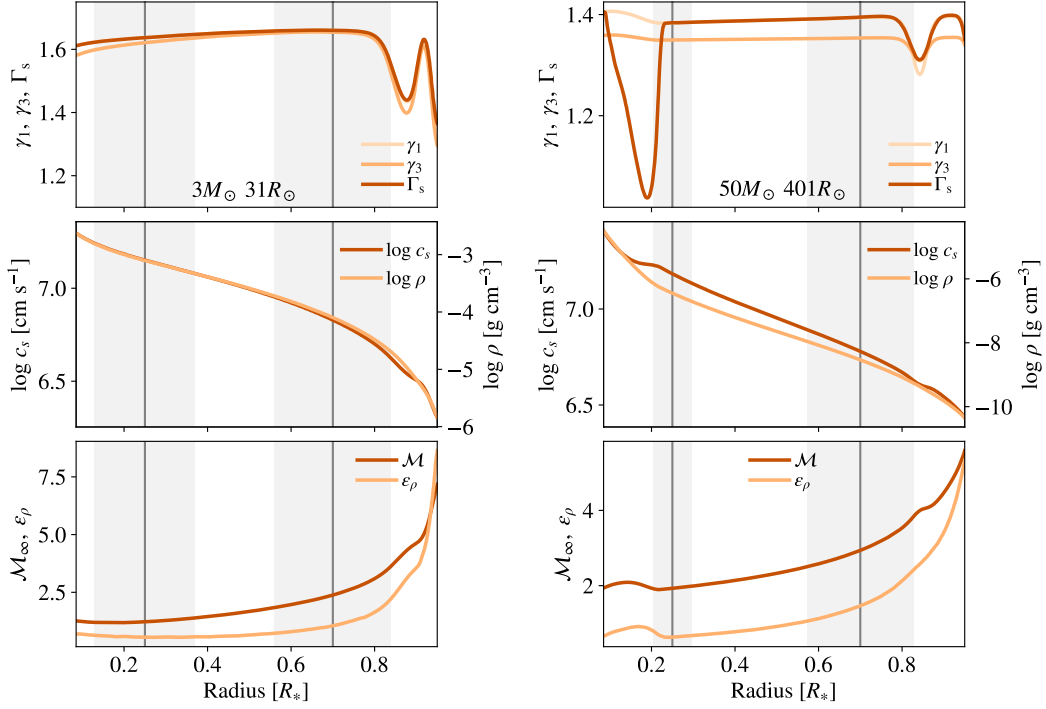 1.6
1.4
1.2
γ₁, γ₃, Γₛ
γ₁
γ₃
Γₛ
3M⊙ 31R⊙
1.4
1.2
γ₁, γ₃, Γₛ
γ₁
γ₃
Γₛ
50M⊙ 401R⊙
7.0
6.5
log cₛ [cm s⁻¹]
log cₛ
log ρ
−3
−4
−5
−6
log ρ [g cm⁻³]
7.0
6.5
log cₛ [cm s⁻¹]
log cₛ
log ρ
−6
−8
−10
log ρ [g cm⁻³]
7.5
5.0
2.5
ℳ∞, ε_ρ
ℳ
ε_ρ
0.2 0.4 0.6 0.8
Radius [R*]
4
2
ℳ∞, ε_ρ
ℳ
ε_ρ
0.2 0.4 0.6 0.8
Radius [R*]